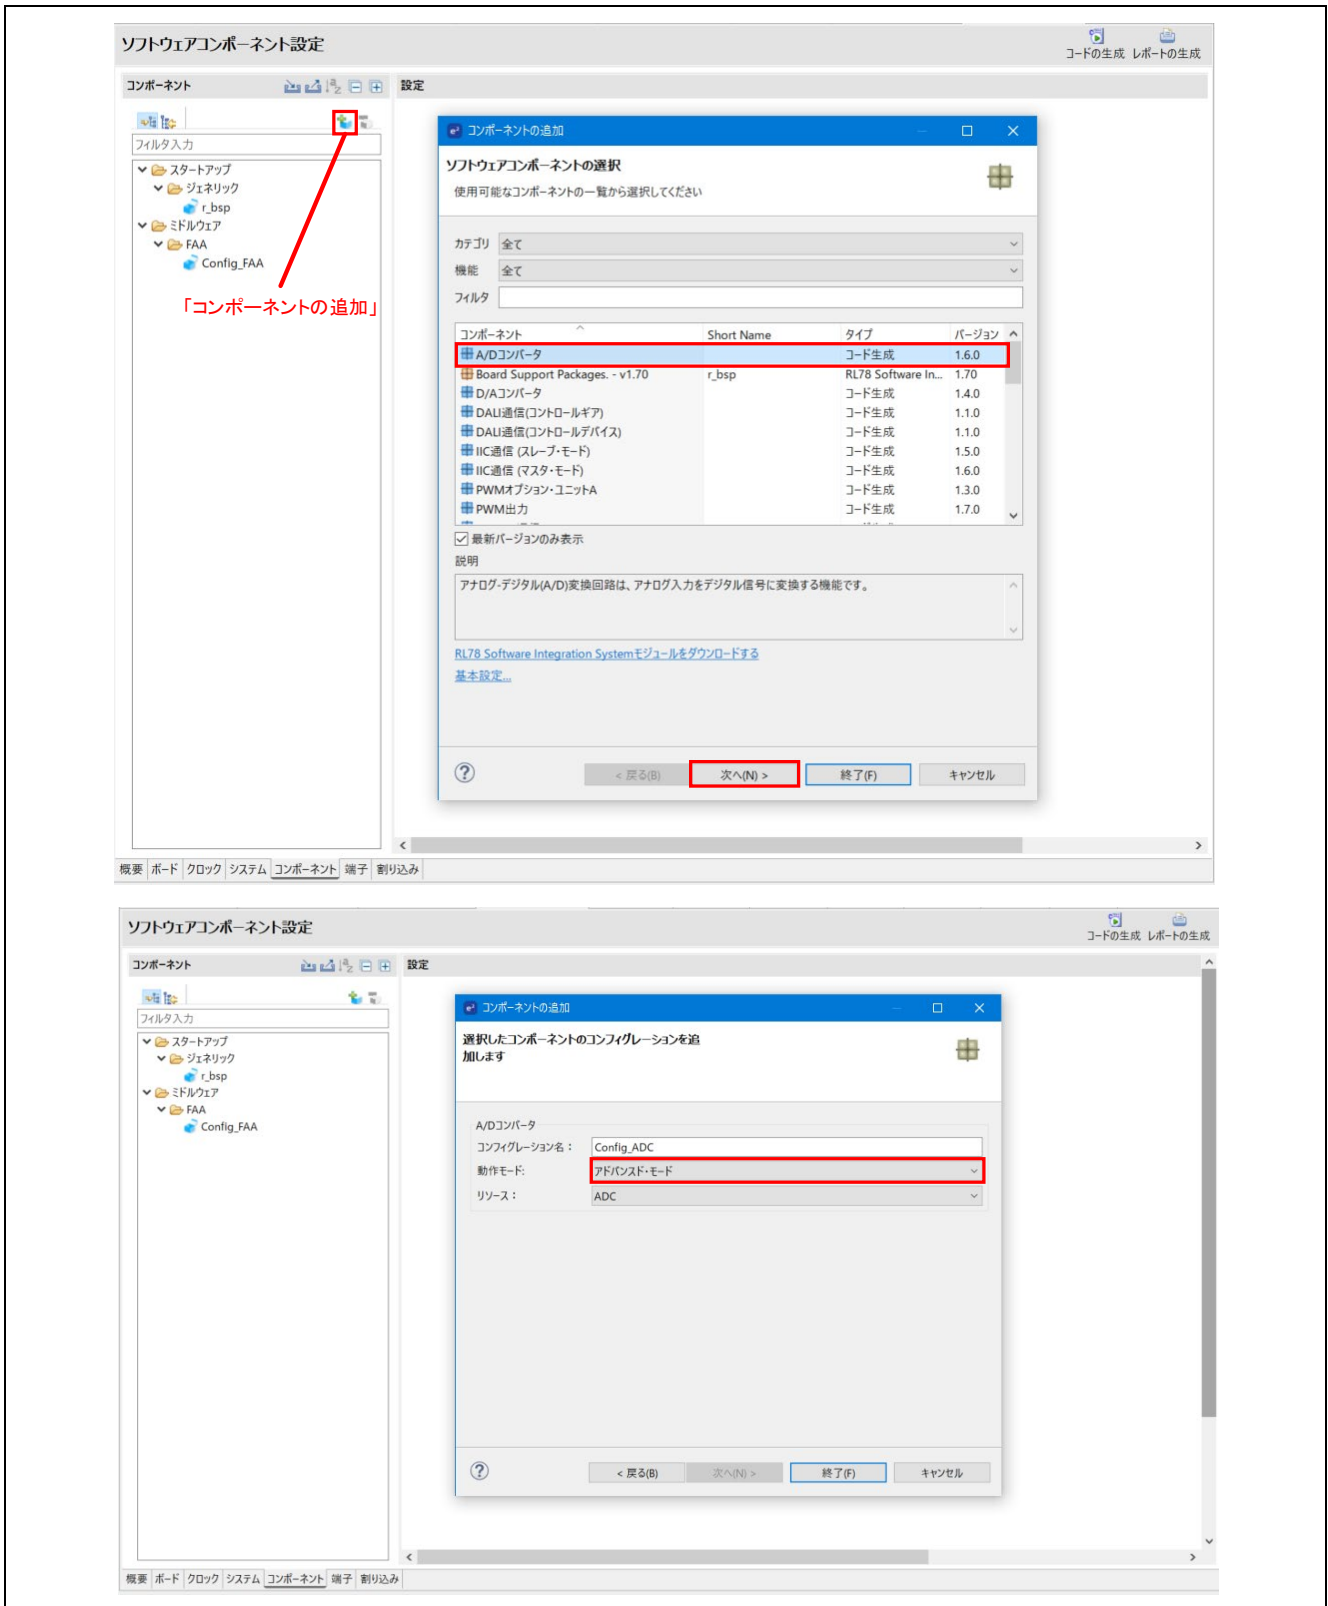 ソフトウェアコンポーネント設定
コードの生成 レポートの生成
コンポーネント
設定
フィルタ入力
スタートアップ
ジェネリック
r_bsp
ミドルウェア
FAA
Config_FAA
「コンポーネントの追加」
コンポーネントの追加
ソフトウェアコンポーネントの選択
使用可能なコンポーネントの一覧から選択してください
カテゴリ 全て
機能 全て
フィルタ
コンポーネント Short Name タイプ バージョン
A/Dコンバータ コード生成 1.6.0
Board Support Packages. - v1.70 r_bsp RL78 Software In... 1.70
D/Aコンバータ コード生成 1.4.0
DALI通信(コントロールギア) コード生成 1.1.0
DALI通信(コントロールデバイス) コード生成 1.1.0
IIC通信 (スレーブ・モード) コード生成 1.5.0
IIC通信 (マスタ・モード) コード生成 1.6.0
PWMオプション・ユニットA コード生成 1.3.0
PWM出力 コード生成 1.7.0
最新バージョンのみ表示
説明
アナログ-デジタル(A/D)変換回路は、アナログ入力をデジタル信号に変換する機能です。
RL78 Software Integration Systemモジュールをダウンロードする
基本設定...
< 戻る(B) 次へ(N) > 終了(F) キャンセル
概要 ボード クロック システム コンポーネント 端子 割り込み
ソフトウェアコンポーネント設定
コードの生成 レポートの生成
コンポーネント
設定
フィルタ入力
スタートアップ
ジェネリック
r_bsp
ミドルウェア
FAA
Config_FAA
コンポーネントの追加
選択したコンポーネントのコンフィグレーションを追
加します
A/Dコンバータ
コンフィグレーション名： Config_ADC
動作モード: アドバンスド・モード
リソース： ADC
< 戻る(B) 次へ(N) > 終了(F) キャンセル
概要 ボード クロック システム コンポーネント 端子 割り込み